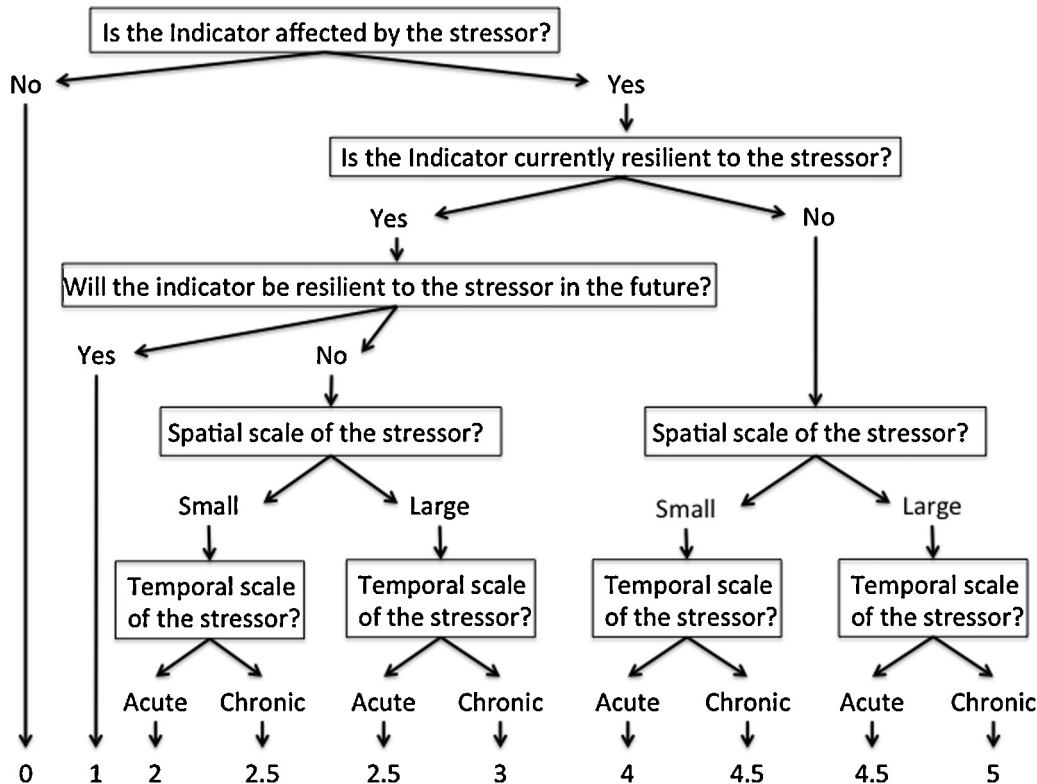 Is the Indicator affected by the stressor?
No
Yes
Is the Indicator currently resilient to the stressor?
Yes
No
Will the indicator be resilient to the stressor in the future?
Yes
No
Spatial scale of the stressor?
Spatial scale of the stressor?
Small
Large
Small
Large
Temporal scale
of the stressor?
Temporal scale
of the stressor?
Temporal scale
of the stressor?
Temporal scale
of the stressor?
Acute
Chronic
Acute
Chronic
Acute
Chronic
Acute
Chronic
0
1
2
2.5
2.5
3
4
4.5
4.5
5